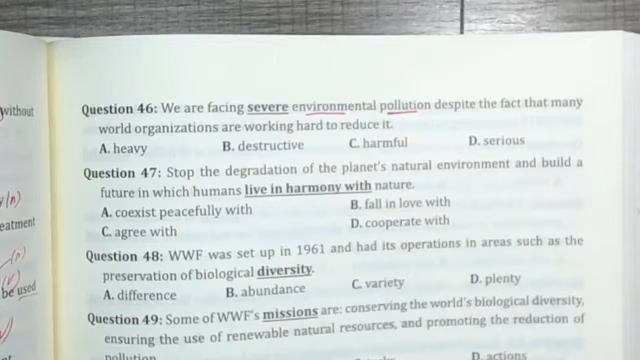 without
Question 46: We are facing severe environmental pollution despite the fact that many
world organizations are working hard to reduce it.
A. heavy B. destructive C. harmful D. serious
Question 47: Stop the degradation of the planet's natural environment and build a
future in which humans live in harmony with nature.
A. coexist peacefully with B. fall in love with
C. agree with D. cooperate with
(n)
eatment
Question 48: WWF was set up in 1961 and had its operations in areas such as the
preservation of biological diversity.
A. difference B. abundance C. variety D. plenty
(v)
be used
Question 49: Some of WWF's missions are: conserving the world's biological diversity,
ensuring the use of renewable natural resources, and promoting the reduction of
pollution.
D. actions